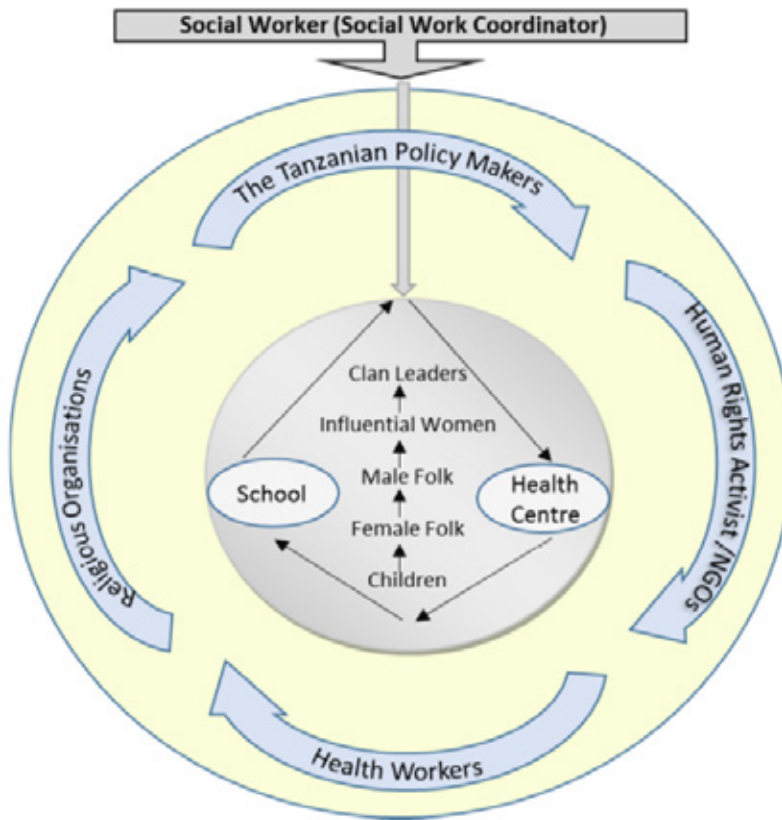 Social Worker (Social Work Coordinator)
The Tanzanian Policy Makers
Human Rights Activist /NGOs
Health Workers
Religious Organisations
Clan Leaders
Influential Women
Male Folk
Female Folk
Children
School
Health
Centre